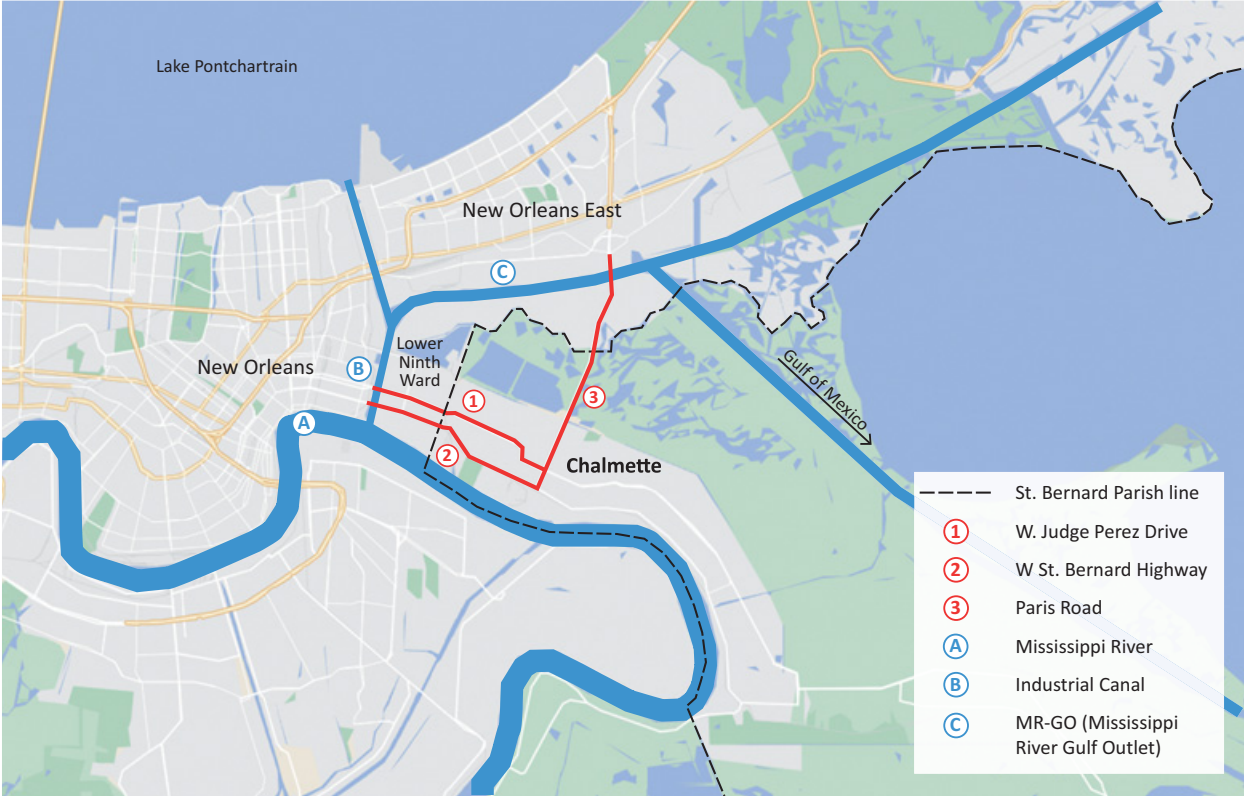 Lake Pontchartrain
New Orleans East
C
Lower
Ninth
Ward
New Orleans
B
Gulf of Mexico
1
3
A
2
Chalmette
St. Bernard Parish line
1 W. Judge Perez Drive
2 W St. Bernard Highway
3 Paris Road
A Mississippi River
B Industrial Canal
C MR-GO (Mississippi
River Gulf Outlet)